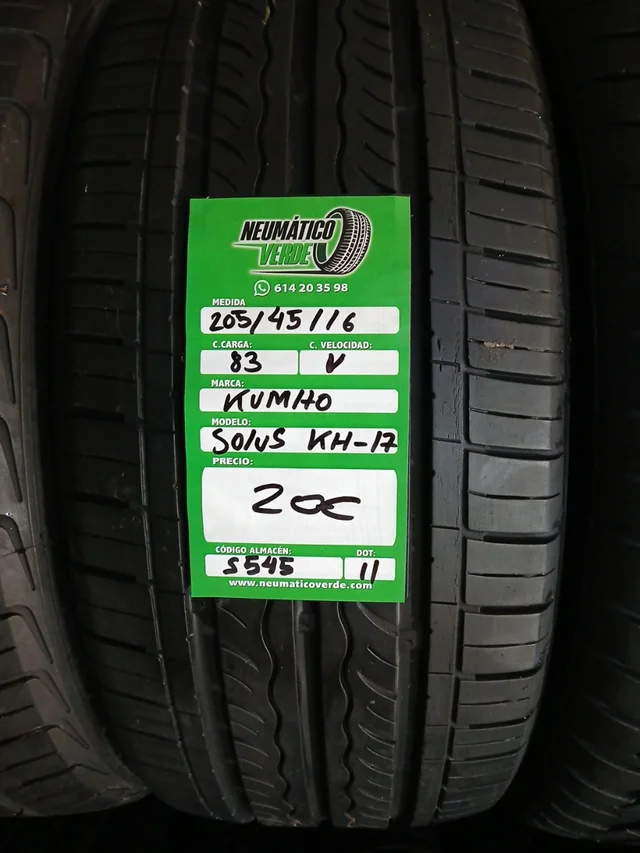 NEUMÁTICO
VERDE
614 20 35 98
MEDIDA
205/45/16
C.CARGA: C. VELOCIDAD:
83 V
MARCA:
KUMHO
MODELO:
SOLUS KH-17
PRECIO:
20€
CÓDIGO ALMACÉN: DOT:
S545 11
www.neumaticoverde.com